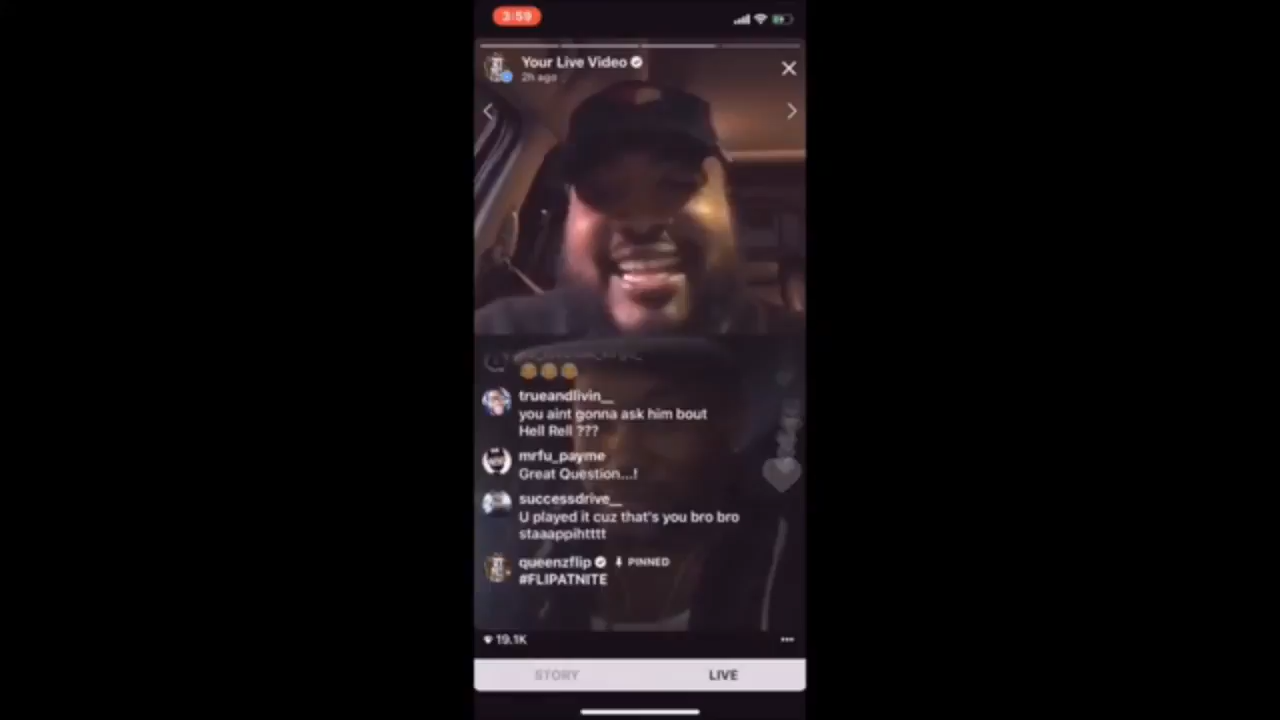 3:59
Your Live Video
2h ago
trueandlivin__
you aint gonna ask him bout
Hell Rell ???
mrfu_payme
Great Question...!
successdrive__
U played it cuz that's you bro bro
staaappihtttt
queenzflip PINNED
#FLIPATNITE
19.1K
STORY LIVE